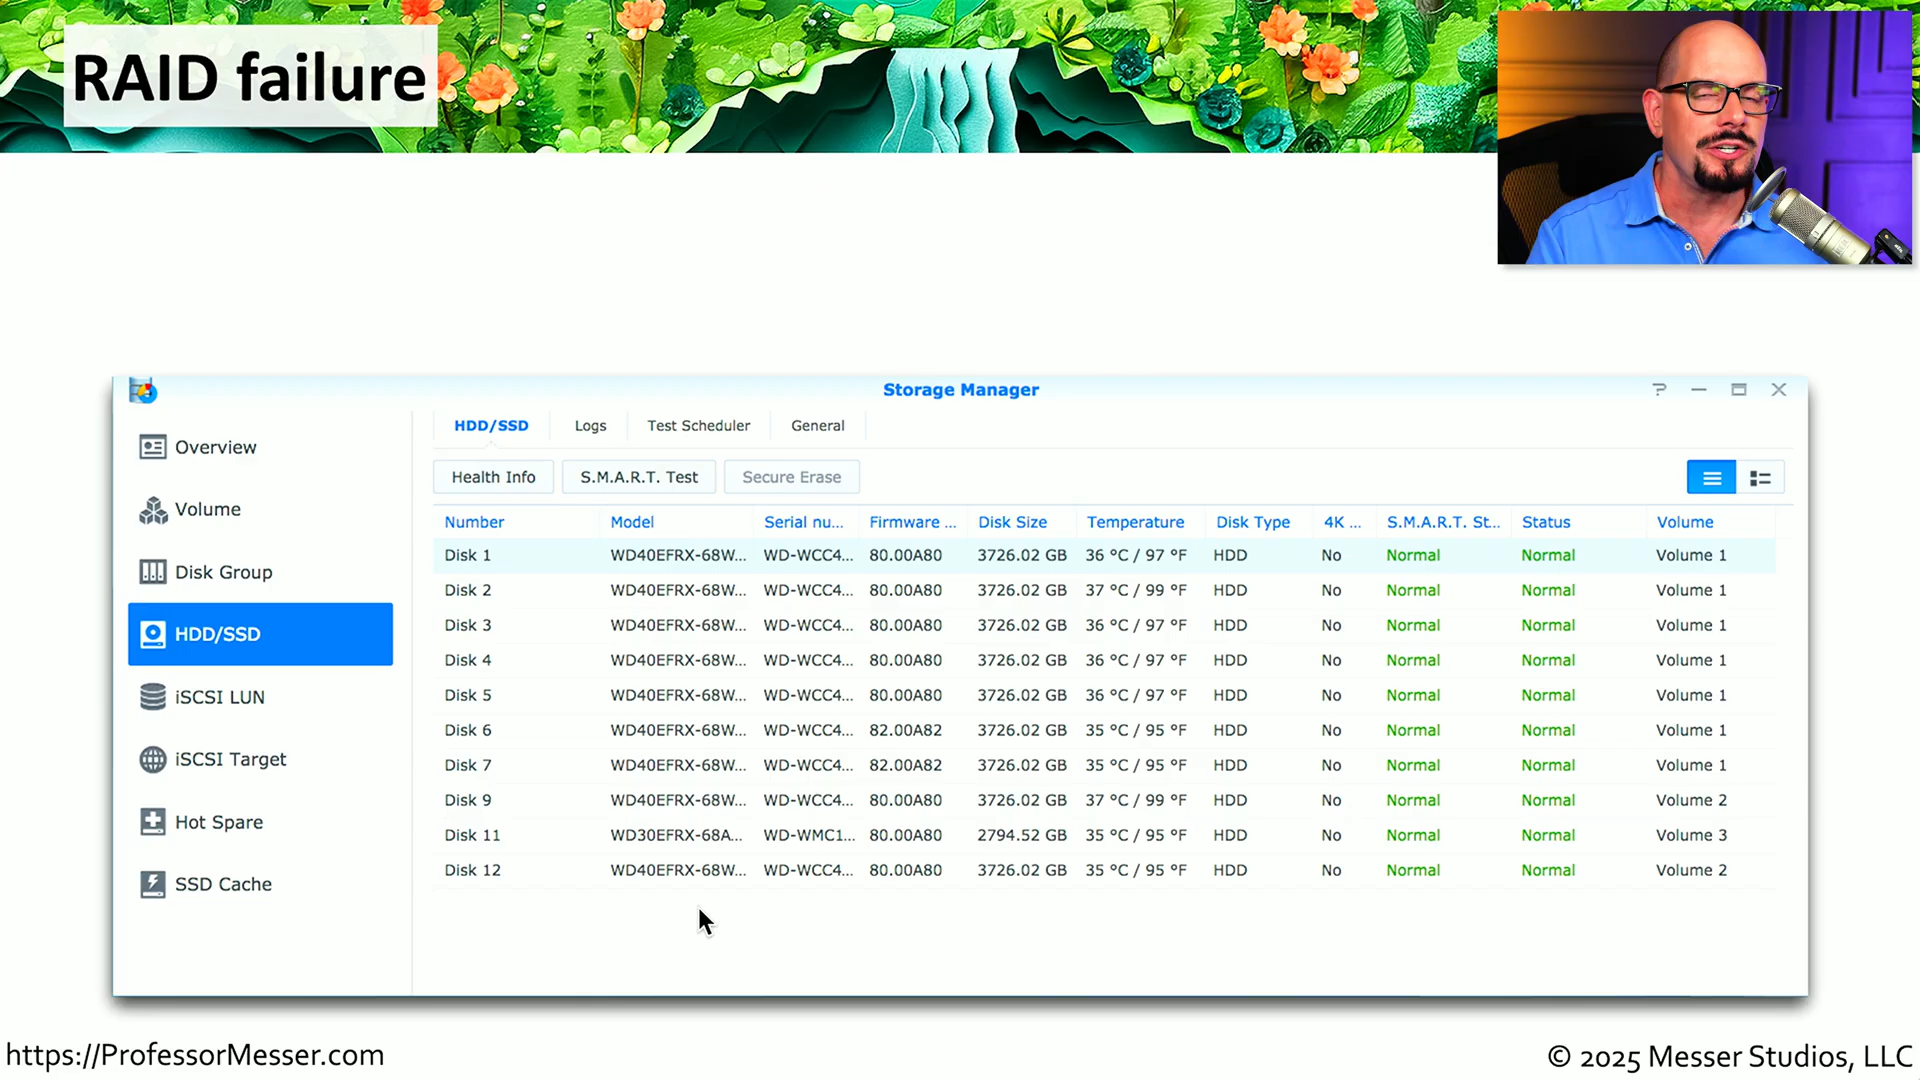 RAID failure
Storage Manager
Overview
Volume
Disk Group
HDD/SSD
iSCSI LUN
iSCSI Target
Hot Spare
SSD Cache
HDD/SSD Logs Test Scheduler General
Health Info S.M.A.R.T. Test Secure Erase
Number Model Serial nu... Firmware ... Disk Size Temperature Disk Type 4K ... S.M.A.R.T. St... Status Volume
Disk 1 WD40EFRX-68W... WD-WCC4... 80.00A80 3726.02 GB 36 °C / 97 °F HDD No Normal Normal Volume 1
Disk 2 WD40EFRX-68W... WD-WCC4... 80.00A80 3726.02 GB 37 °C / 99 °F HDD No Normal Normal Volume 1
Disk 3 WD40EFRX-68W... WD-WCC4... 80.00A80 3726.02 GB 36 °C / 97 °F HDD No Normal Normal Volume 1
Disk 4 WD40EFRX-68W... WD-WCC4... 80.00A80 3726.02 GB 36 °C / 97 °F HDD No Normal Normal Volume 1
Disk 5 WD40EFRX-68W... WD-WCC4... 80.00A80 3726.02 GB 36 °C / 97 °F HDD No Normal Normal Volume 1
Disk 6 WD40EFRX-68W... WD-WCC4... 82.00A82 3726.02 GB 35 °C / 95 °F HDD No Normal Normal Volume 1
Disk 7 WD40EFRX-68W... WD-WCC4... 82.00A82 3726.02 GB 35 °C / 95 °F HDD No Normal Normal Volume 1
Disk 9 WD40EFRX-68W... WD-WCC4... 80.00A80 3726.02 GB 37 °C / 99 °F HDD No Normal Normal Volume 2
Disk 11 WD30EFRX-68A... WD-WMC1... 80.00A80 2794.52 GB 35 °C / 95 °F HDD No Normal Normal Volume 3
Disk 12 WD40EFRX-68W... WD-WCC4... 80.00A80 3726.02 GB 35 °C / 95 °F HDD No Normal Normal Volume 2
https://ProfessorMesser.com
© 2025 Messer Studios, LLC